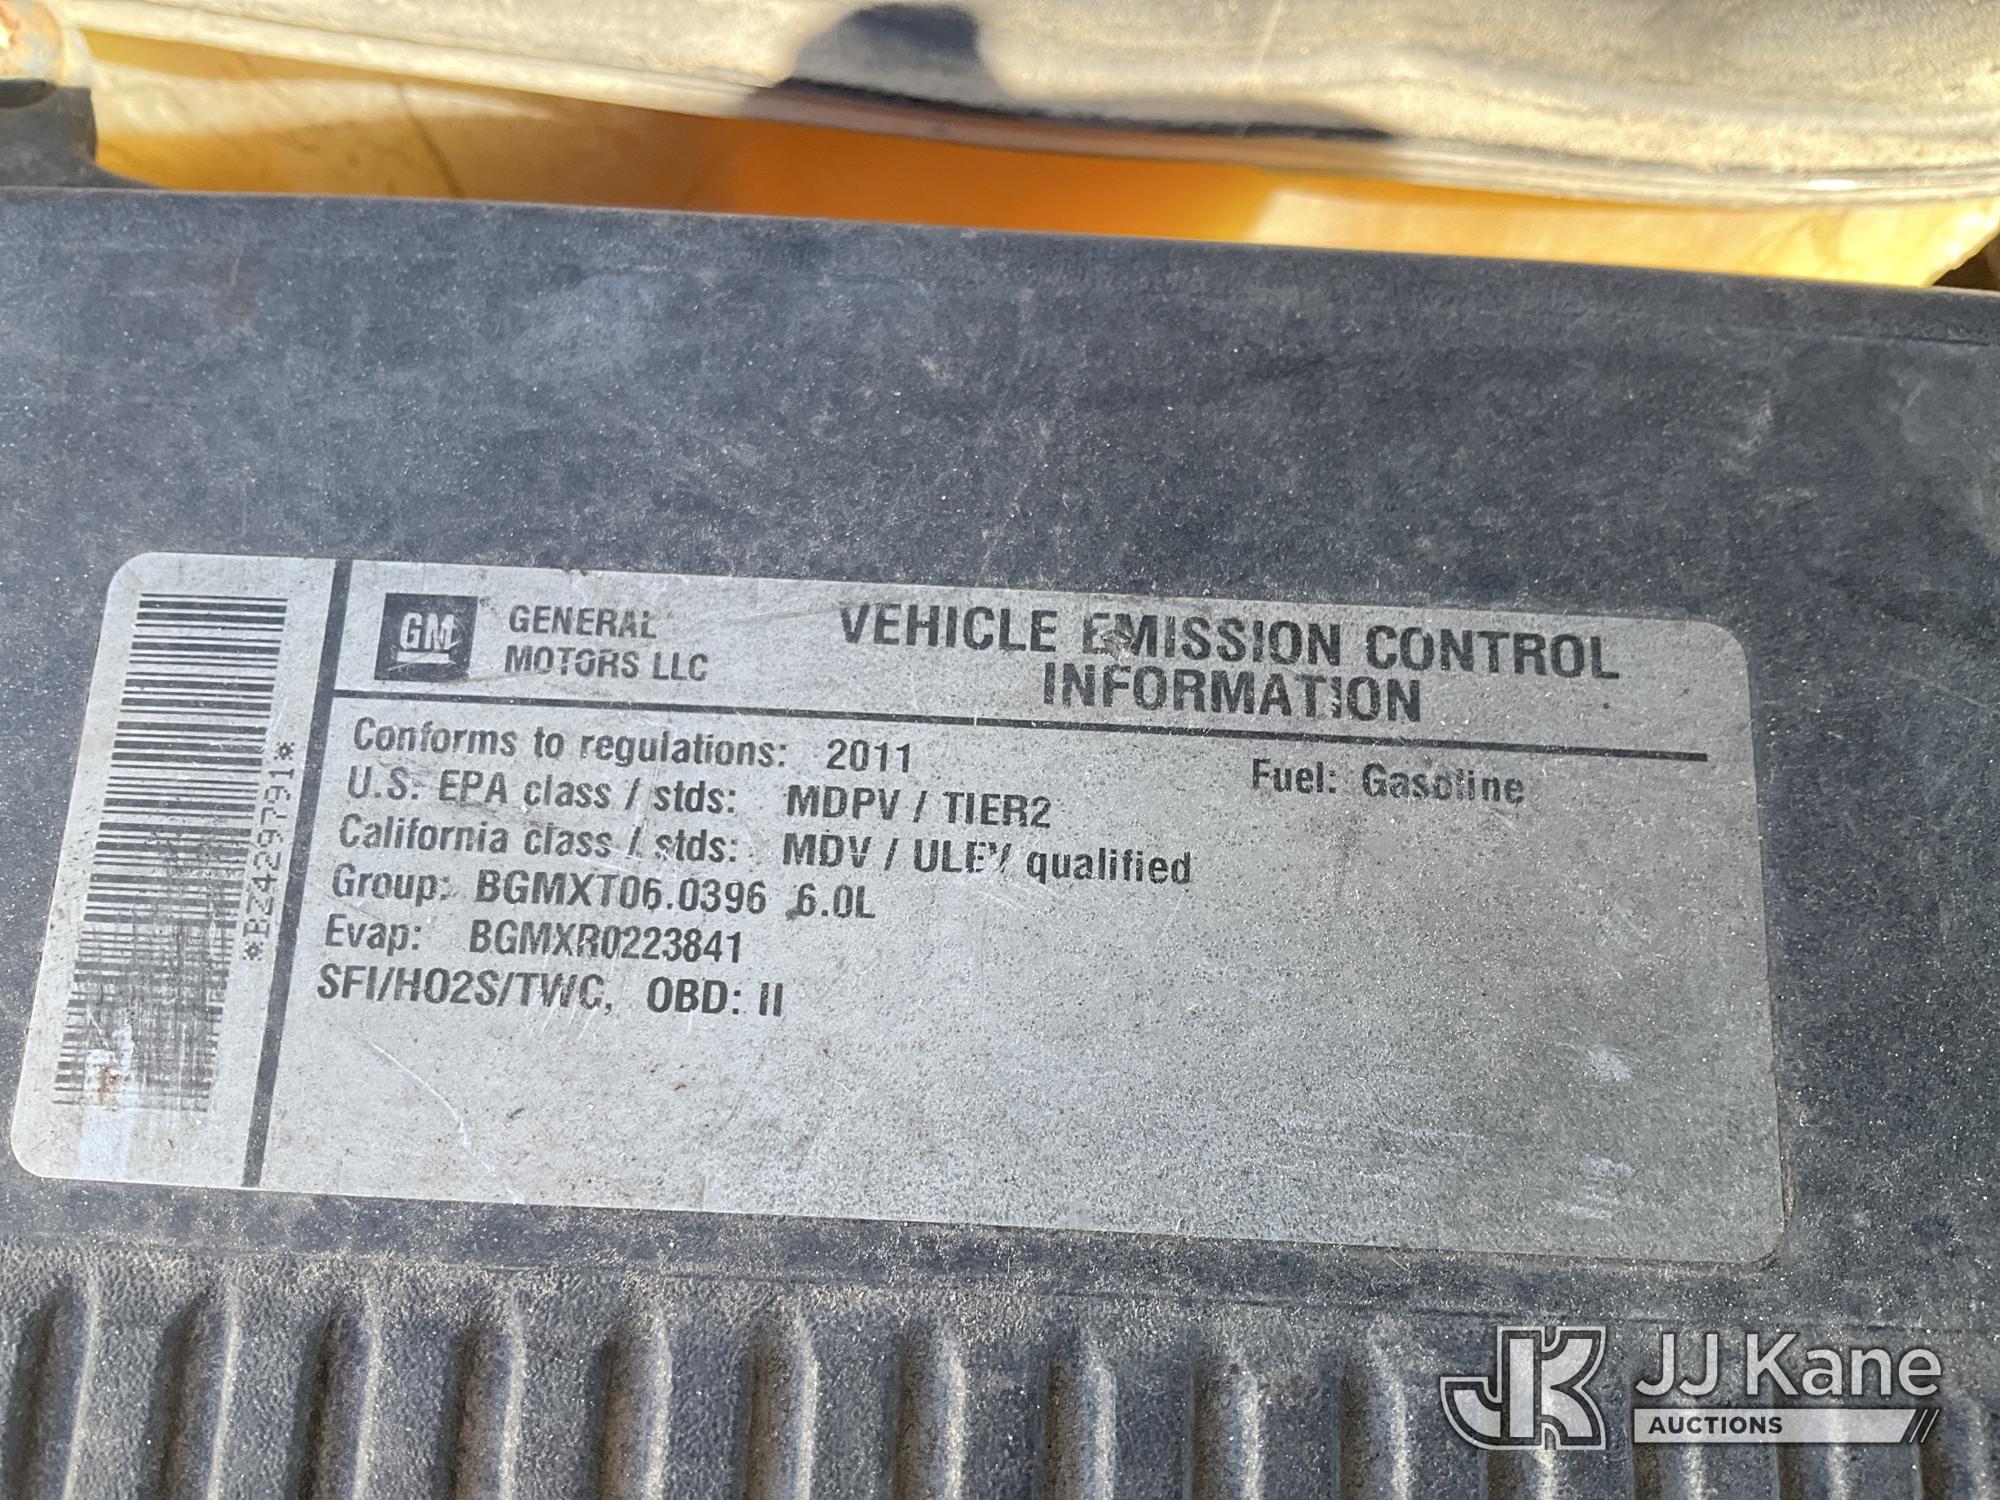 GM GENERAL MOTORS LLC
VEHICLE EMISSION CONTROL
INFORMATION
Conforms to regulations: 2011
Fuel: Gasoline
U.S. EPA class / stds: MDPV / TIER2
California class / stds: MDV / ULEV qualified
Group: BGMXT06.0396 6.0L
Evap: BGMXR0223841
SFI/HO2S/TWC, OBD: II
*BZ4297791*
JK JJ Kane
AUCTIONS